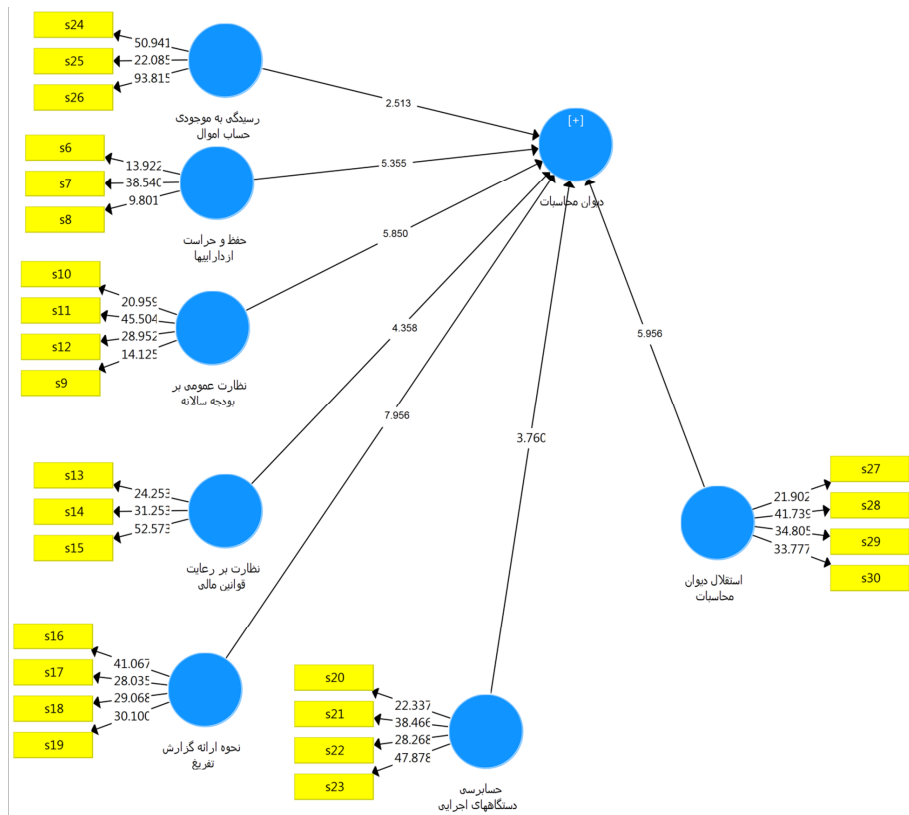 s24
s25
s26
50.941
22.085
93.815
رسیدگی به موجودی
حساب اموال
2.513
[+]
دیوان محاسبات
s6
s7
s8
13.922
38.540
9.801
حفظ و حراست
ازداراییها
5.355
s10
s11
s12
s9
20.959
45.504
28.952
14.125
نظارت عمومی بر
بودجه سالانه
5.850
s13
s14
s15
24.253
31.253
52.573
نظارت بر رعایت
قوانین مالی
4.358
s16
s17
s18
s19
41.067
28.035
29.068
30.100
نحوه ارائه گزارش
تفریغ
7.956
s20
s21
s22
s23
22.337
38.466
28.268
47.878
حسابرسی
دستگاههای اجرایی
3.760
5.956
s27
s28
s29
s30
21.902
41.739
34.805
33.777
استقلال دیوان
محاسبات